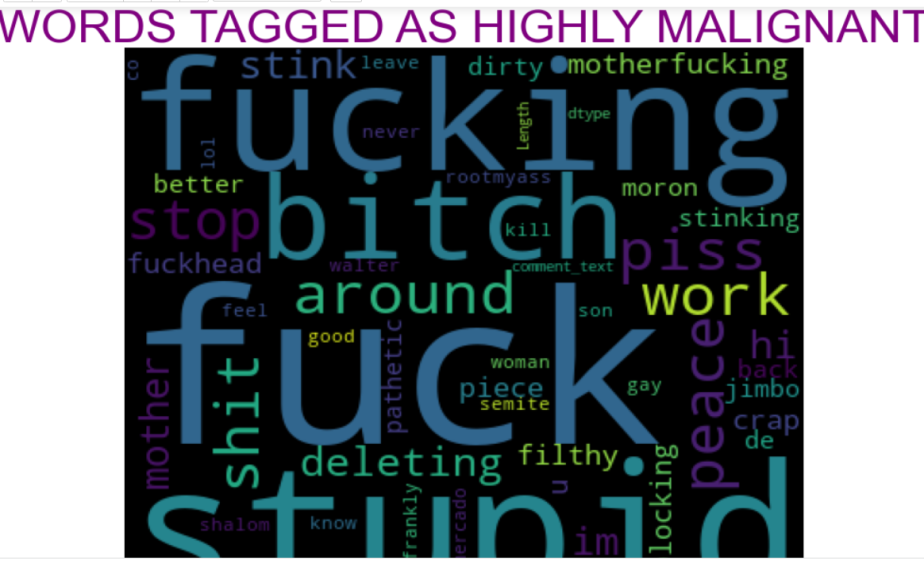 WORDS TAGGED AS HIGHLY MALIGNANT
co
stink
leave
dirty
motherfucking
fucking
never
Length
dtype
lol
better
rootmyass
moron
bitch
stop
kill
stinking
piss
fuckhead
walter
comment_text
around
work
feel
son
fuck
good
pathetic
woman
peace
hi
back
mother
shit
piece
gay
jimbo
semite
crap
de
deleting
filthy
locking
u
stupid
shalom
know
frankly
im